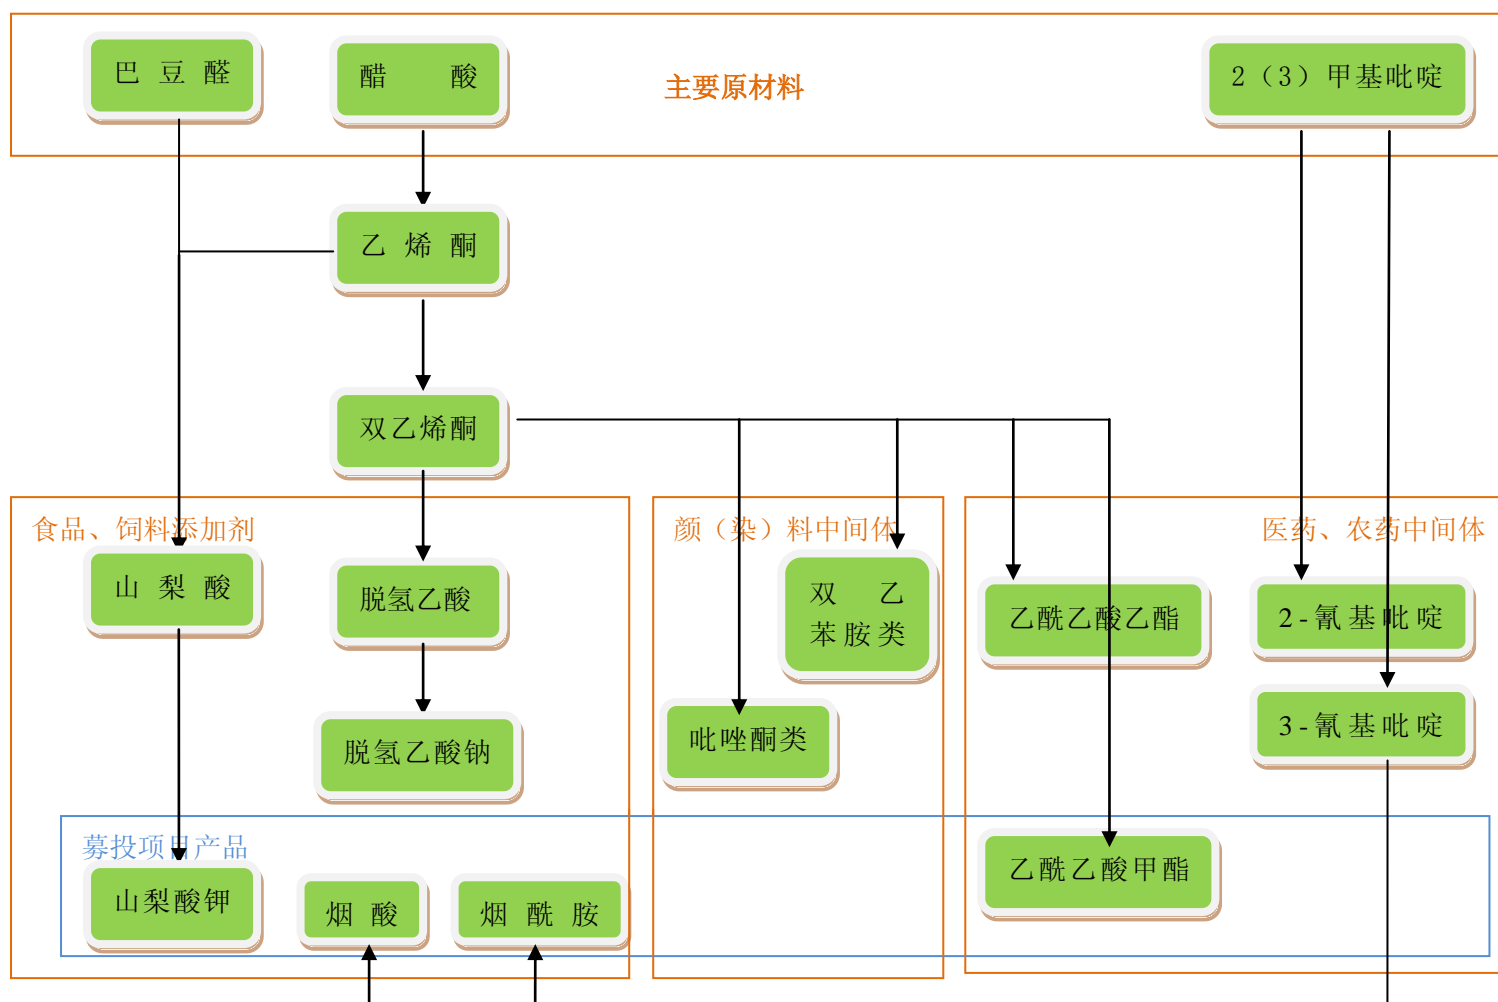 巴豆醛
醋酸
主要原材料
2（3）甲基吡啶
乙烯酮
双乙烯酮
食品、饲料添加剂
颜（染）料中间体
医药、农药中间体
山梨酸
脱氢乙酸
双乙
苯胺类
乙酰乙酸乙酯
2-氰基吡啶
脱氢乙酸钠
吡唑酮类
3-氰基吡啶
募投项目产品
山梨酸钾
烟酸
烟酰胺
乙酰乙酸甲酯